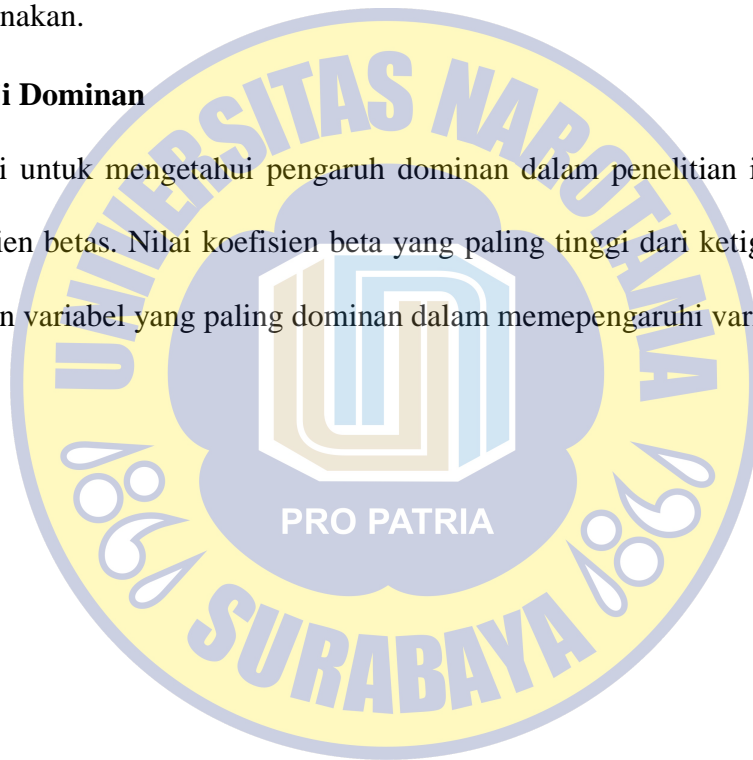 nakan.
i Dominan
i untuk mengetahui pengaruh dominan dalam penelitian i
ien betas. Nilai koefisien beta yang paling tinggi dari ketig
n variabel yang paling dominan dalam memepengaruhi var
UNIVERSITAS NAROTAMA
PRO PATRIA
SURABAYA